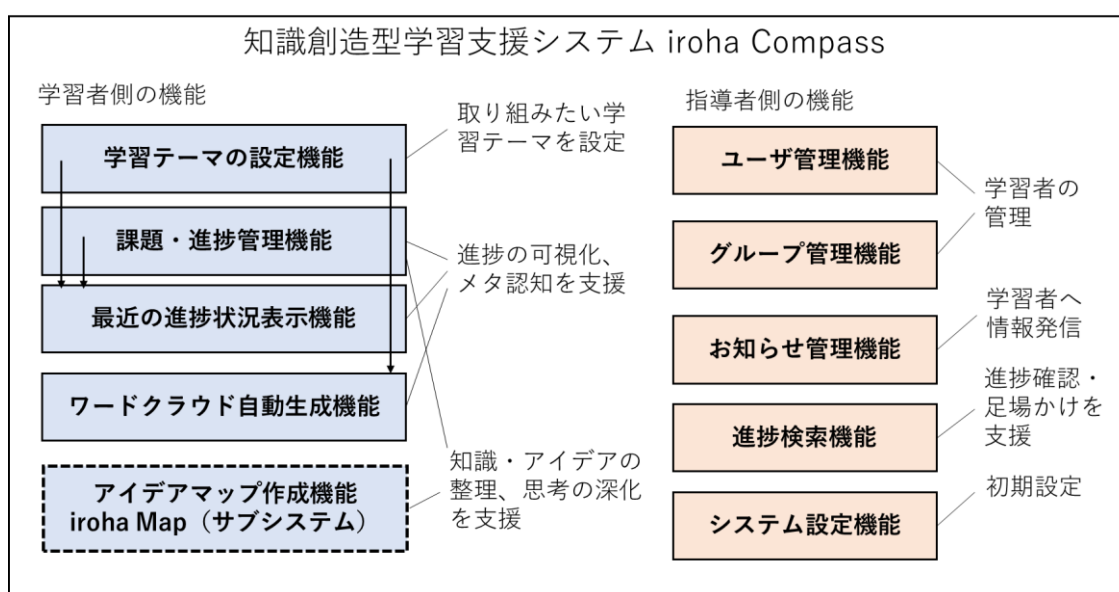 知識創造型学習支援システム iroha Compass
学習者側の機能
学習テーマの設定機能
取り組みたい学
習テーマを設定
課題・進捗管理機能
進捗の可視化、
メタ認知を支援
最近の進捗状況表示機能
ワードクラウド自動生成機能
アイデアマップ作成機能
iroha Map（サブシステム）
知識・アイデアの
整理、思考の深化
を支援
指導者側の機能
ユーザ管理機能
学習者の
管理
グループ管理機能
お知らせ管理機能
学習者へ
情報発信
進捗検索機能
進捗確認・
足場かけを
支援
システム設定機能
初期設定